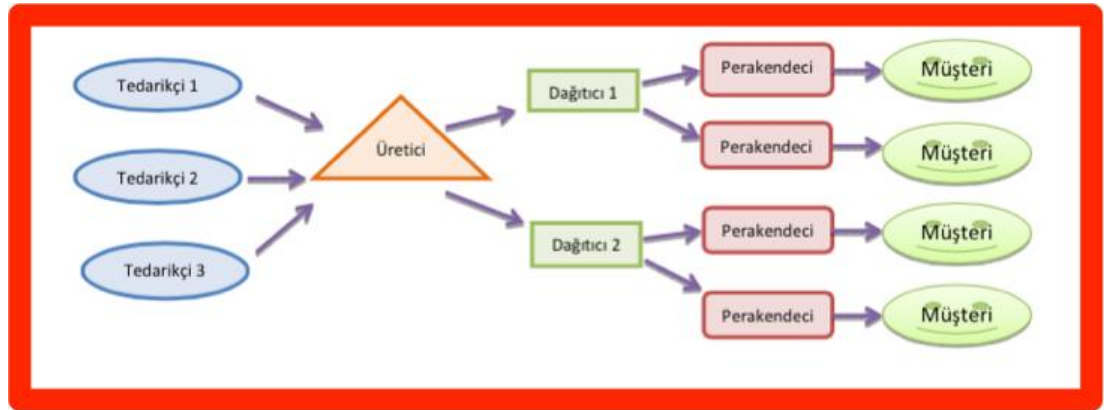 Tedarikçi 1
Tedarikçi 2
Tedarikçi 3
Üretici
Dağıtıcı 1
Dağıtıcı 2
Perakendeci
Perakendeci
Perakendeci
Perakendeci
Müşteri
Müşteri
Müşteri
Müşteri